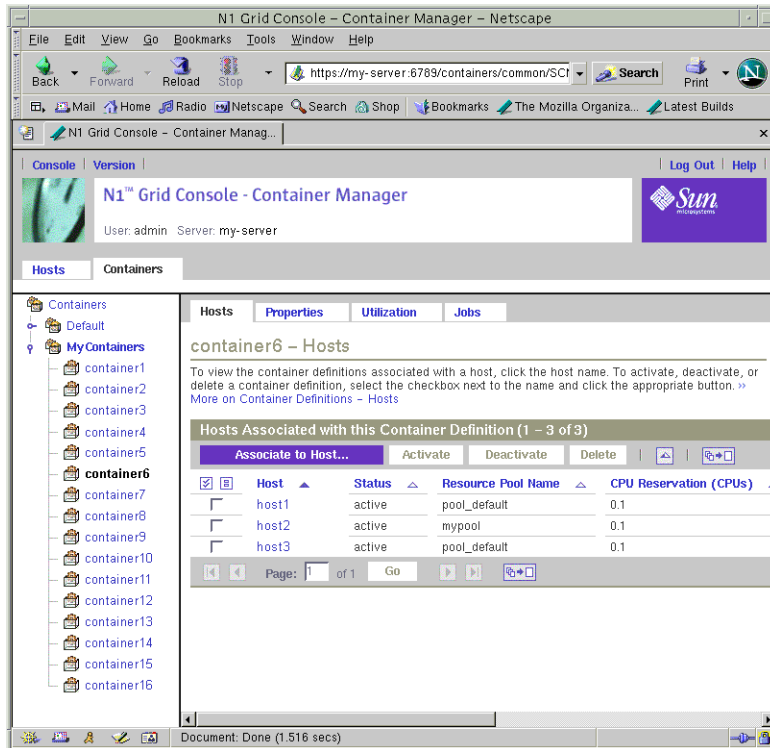 N1 Grid Console – Container Manager – Netscape
File Edit View Go Bookmarks Tools Window Help
Back Forward Reload Stop https://my-server:6789/containers/common/SCM Search Print N
Mail Home Radio Netscape Search Shop Bookmarks The Mozilla Organiza... Latest Builds
N1 Grid Console – Container Manag...
Console Version Log Out Help
N1™ Grid Console - Container Manager
Sun microsystems
User: admin Server: my-server
Hosts Containers
Containers
Default
MyContainers
container1
container2
container3
container4
container5
container6
container7
container8
container9
container10
container11
container12
container13
container14
container15
container16
Hosts Properties Utilization Jobs
container6 – Hosts
To view the container definitions associated with a host, click the host name. To activate, deactivate, or
delete a container definition, select the checkbox next to the name and click the appropriate button. »
More on Container Definitions – Hosts
Hosts Associated with this Container Definition (1 – 3 of 3)
Associate to Host... Activate Deactivate Delete
Host Status Resource Pool Name CPU Reservation (CPUs)
host1 active pool_default 0.1
host2 active mypool 0.1
host3 active pool_default 0.1
Page: 1 of 1 Go
Document: Done (1.516 secs)